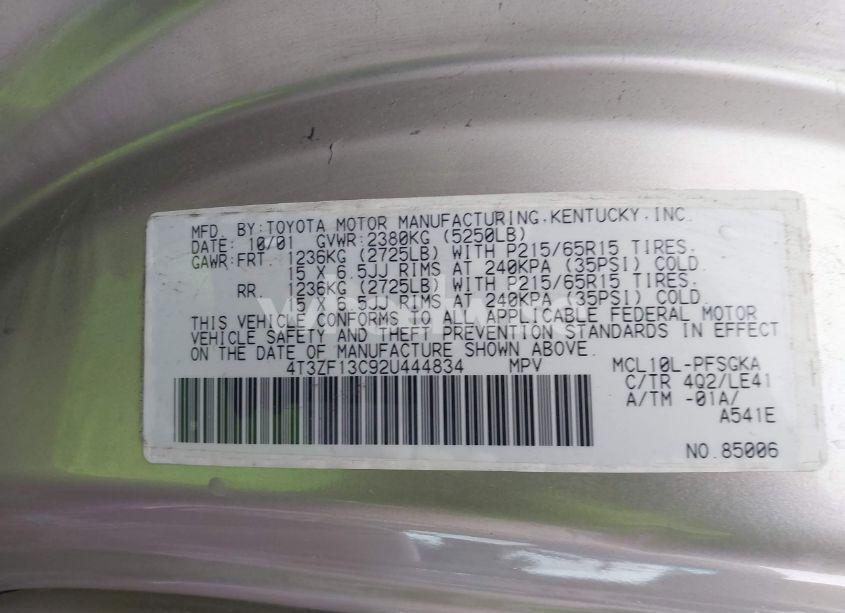 MFD. BY:TOYOTA MOTOR MANUFACTURING.KENTUCKY.INC.
DATE: 10/01 GVWR:2380KG (5250LB)
GAWR:FRT. 1236KG (2725LB) WITH P215/65R15 TIRES.
15 X 6.5JJ RIMS AT 240KPA (35PSI) COLD.
RR. 1236KG (2725LB) WITH P215/65R15 TIRES.
15 X 6.5JJ RIMS AT 240KPA (35PSI) COLD.
THIS VEHICLE CONFORMS TO ALL APPLICABLE FEDERAL MOTOR
VEHICLE SAFETY AND THEFT PREVENTION STANDARDS IN EFFECT
ON THE DATE OF MANUFACTURE SHOWN ABOVE.
4T3ZF13C92U444834 MPV MCL10L-PFSGKA
C/TR 4Q2/LE41
A/TM -01A/
A541E
NO.85006